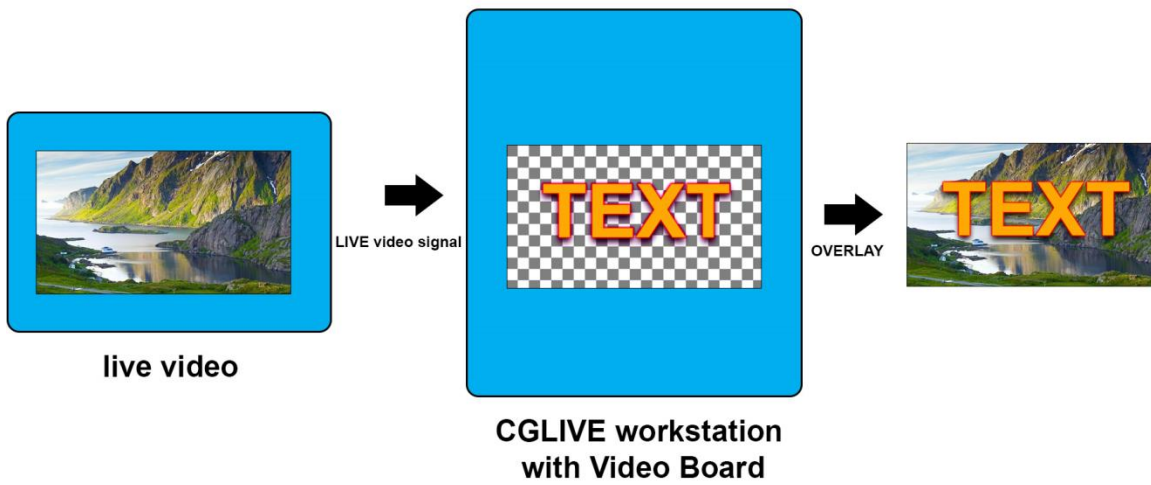 live video
LIVE video signal
TEXT
CGLIVE workstation
with Video Board
OVERLAY
TEXT